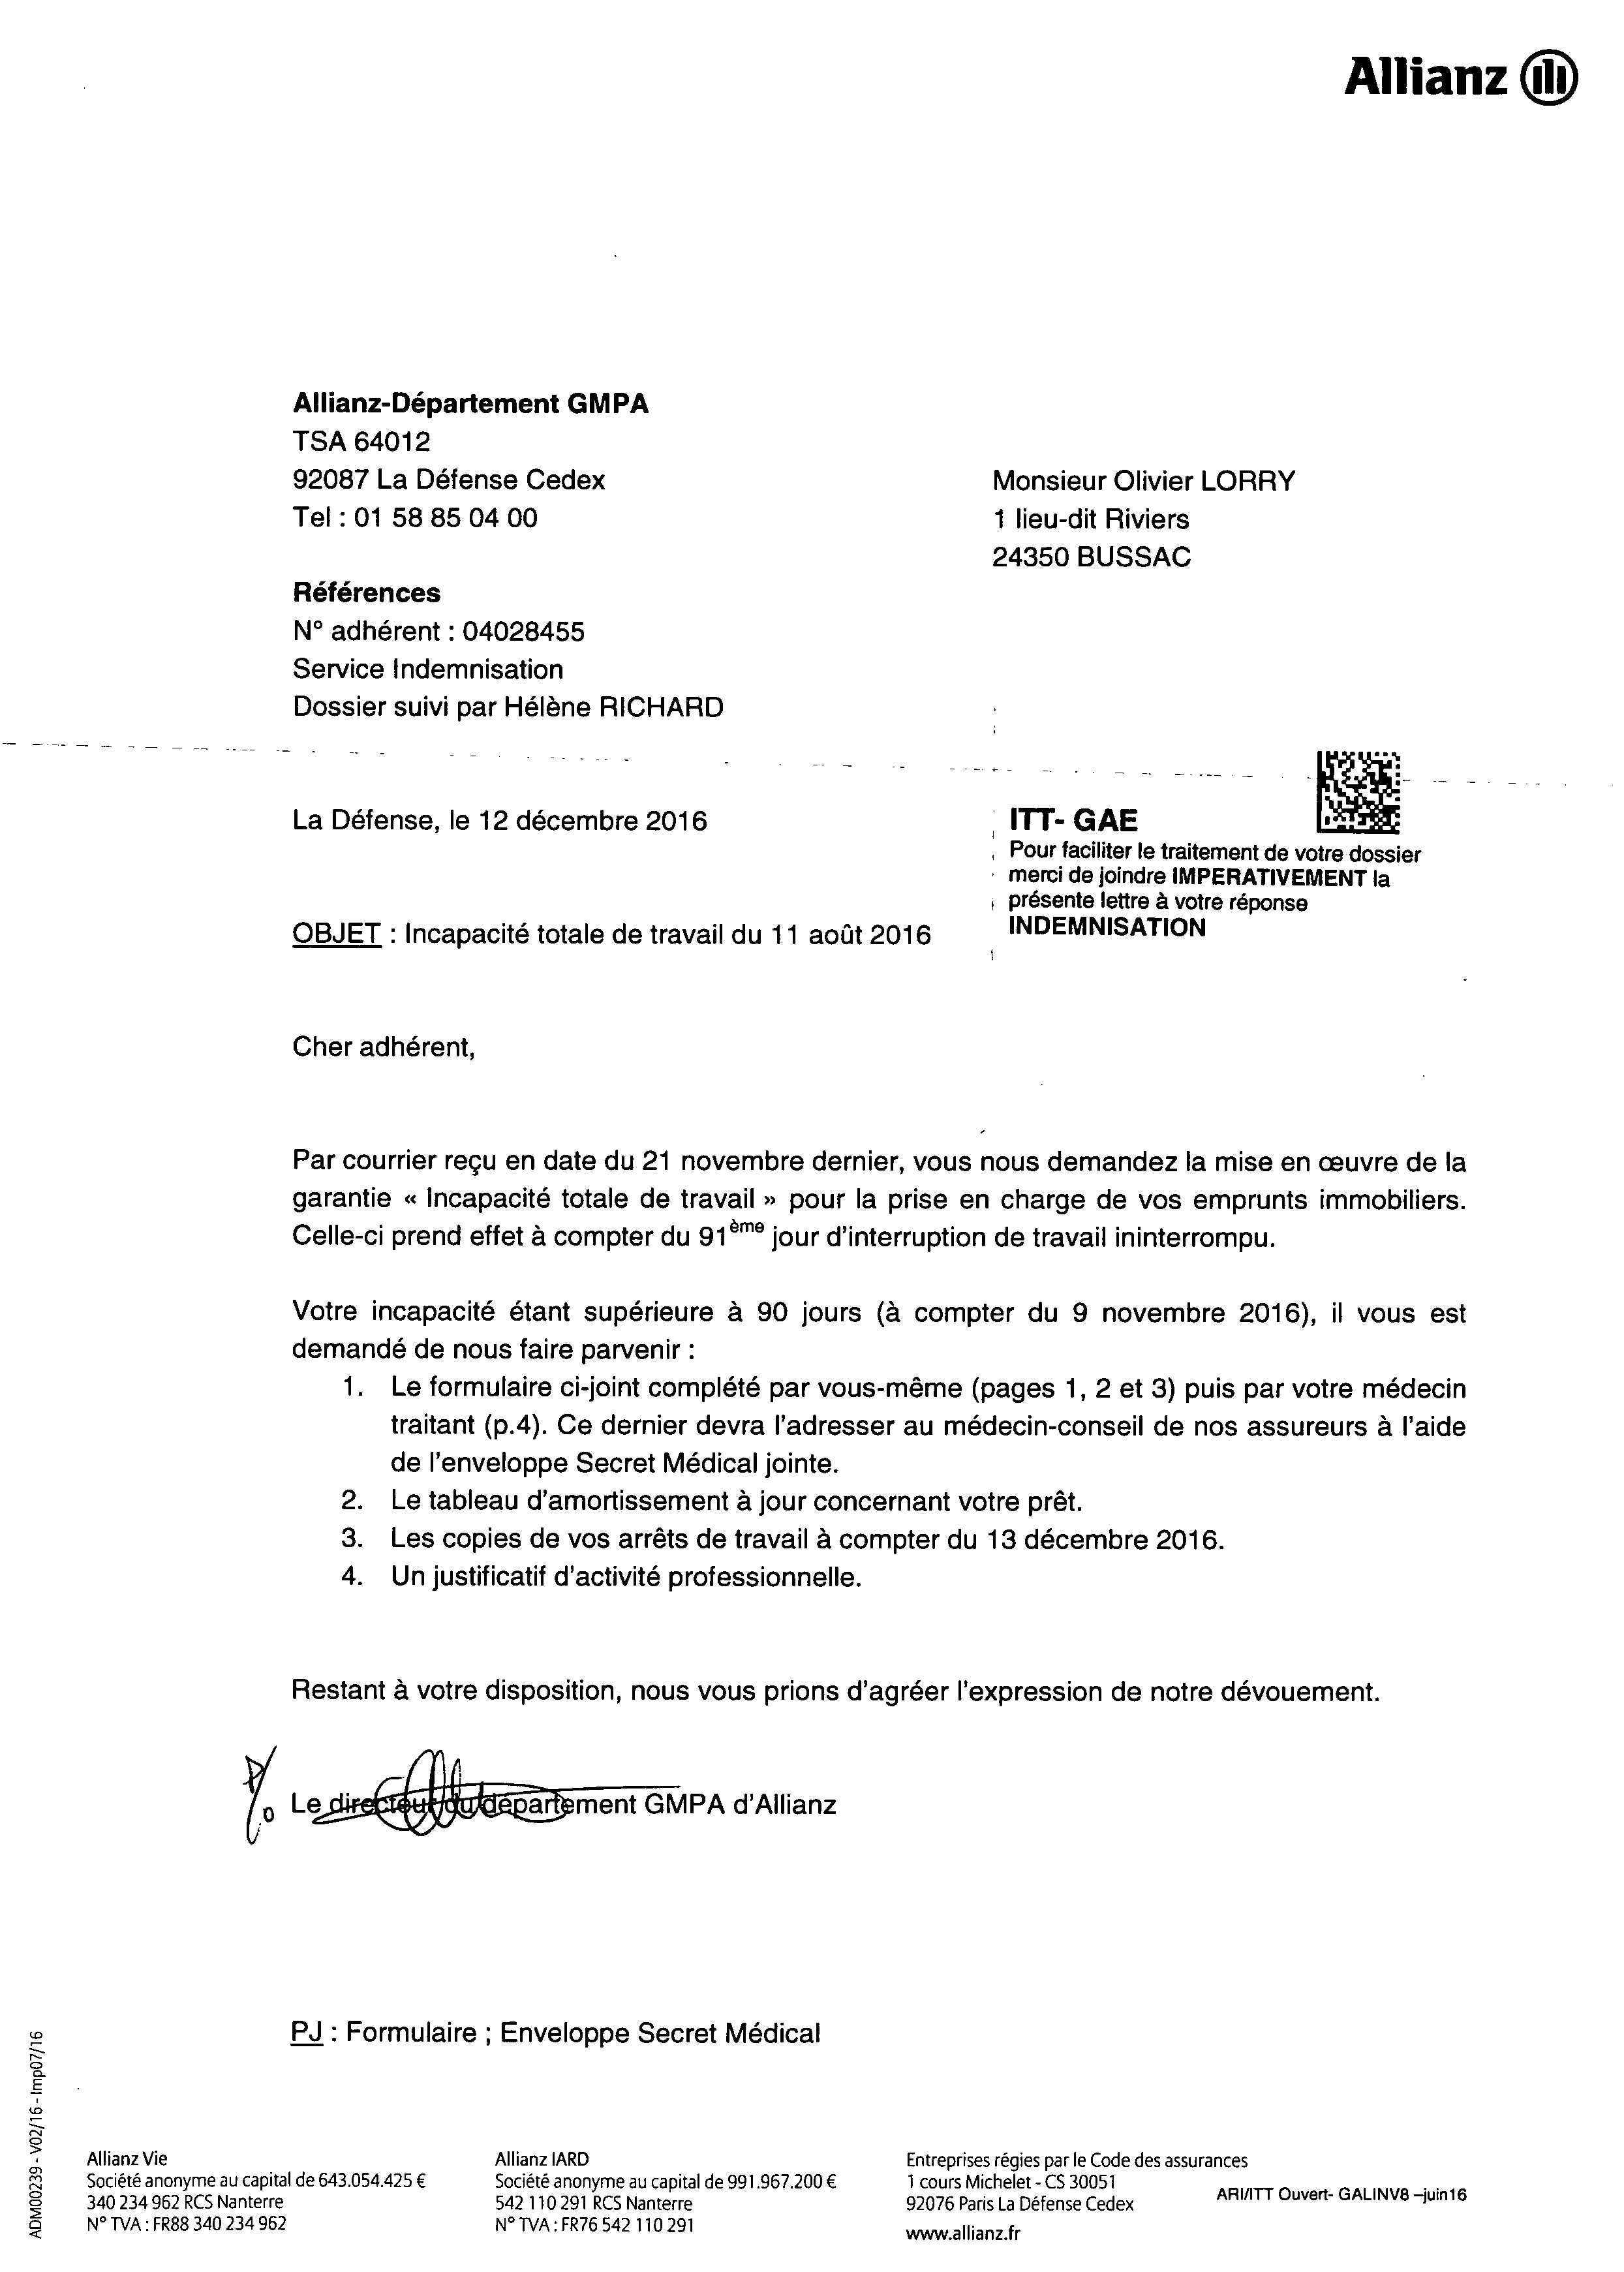 Allianz
Allianz-Département GMPA
TSA 64012
92087 La Défense Cedex
Tel : 01 58 85 04 00
Monsieur Olivier LORRY
1 lieu-dit Riviers
24350 BUSSAC
Références
N° adhérent : 04028455
Service Indemnisation
Dossier suivi par Hélène RICHARD
La Défense, le 12 décembre 2016
ITT- GAE
Pour faciliter le traitement de votre dossier
merci de joindre IMPERATIVEMENT la
présente lettre à votre réponse
INDEMNISATION
OBJET : Incapacité totale de travail du 11 août 2016
Cher adhérent,
Par courrier reçu en date du 21 novembre dernier, vous nous demandez la mise en œuvre de la
garantie « Incapacité totale de travail » pour la prise en charge de vos emprunts immobiliers.
Celle-ci prend effet à compter du 91ème jour d'interruption de travail ininterrompu.
Votre incapacité étant supérieure à 90 jours (à compter du 9 novembre 2016), il vous est
demandé de nous faire parvenir :
1. Le formulaire ci-joint complété par vous-même (pages 1, 2 et 3) puis par votre médecin
traitant (p.4). Ce dernier devra l'adresser au médecin-conseil de nos assureurs à l'aide
de l'enveloppe Secret Médical jointe.
2. Le tableau d'amortissement à jour concernant votre prêt.
3. Les copies de vos arrêts de travail à compter du 13 décembre 2016.
4. Un justificatif d'activité professionnelle.
Restant à votre disposition, nous vous prions d'agréer l'expression de notre dévouement.
P/o Le directeur du département GMPA d'Allianz
PJ : Formulaire ; Enveloppe Secret Médical
ADM00239 - V02/16 - Imp07/16
Allianz Vie
Société anonyme au capital de 643.054.425 €
340 234 962 RCS Nanterre
N° TVA : FR88 340 234 962
Allianz IARD
Société anonyme au capital de 991.967.200 €
542 110 291 RCS Nanterre
N° TVA : FR76 542 110 291
Entreprises régies par le Code des assurances
1 cours Michelet - CS 30051
92076 Paris La Défense Cedex
www.allianz.fr
ARI/ITT Ouvert- GALINV8 –juin16